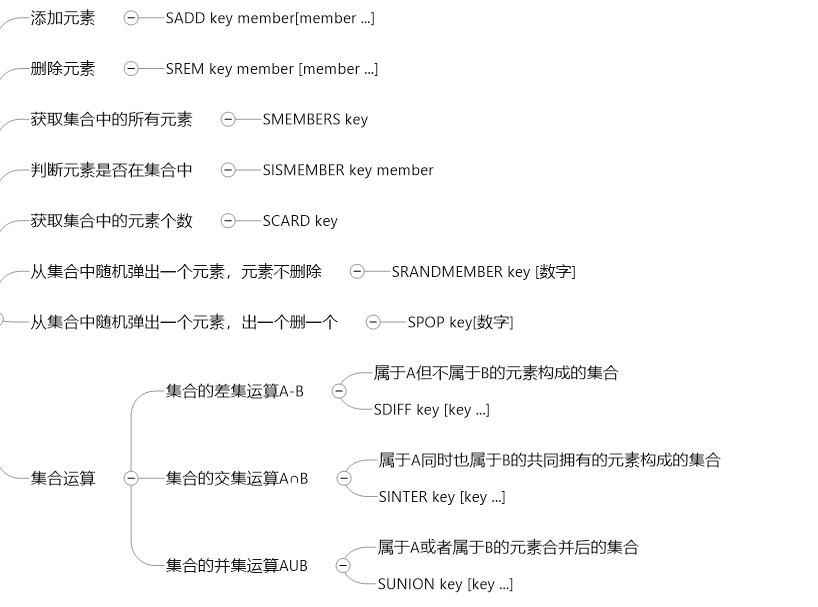 添加元素 SADD key member[member ...]
删除元素 SREM key member [member ...]
获取集合中的所有元素 SMEMBERS key
判断元素是否在集合中 SISMEMBER key member
获取集合中的元素个数 SCARD key
从集合中随机弹出一个元素，元素不删除 SRANDMEMBER key [数字]
从集合中随机弹出一个元素，出一个删一个 SPOP key[数字]
集合运算
集合的差集运算A-B
属于A但不属于B的元素构成的集合
SDIFF key [key ...]
集合的交集运算A∩B
属于A同时也属于B的共同拥有的元素构成的集合
SINTER key [key ...]
集合的并集运算AUB
属于A或者属于B的元素合并后的集合
SUNION key [key ...]